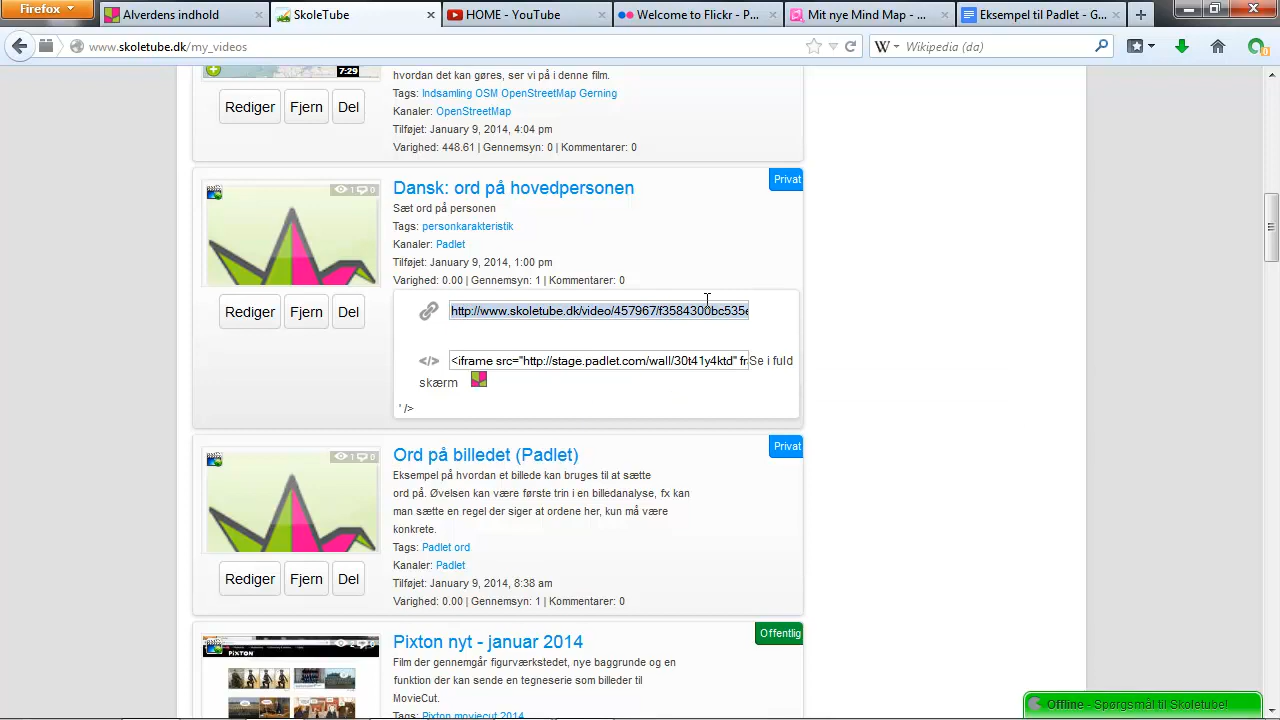 Firefox
Alverdens indhold
SkoleTube
HOME - YouTube
Welcome to Flickr - P...
Mit nye Mind Map - ...
Eksempel til Padlet - G...
www.skoletube.dk/my_videos
W
Wikipedia (da)
7:29
hvordan det kan gøres, ser vi på i denne film.
Tags: Indsamling OSM OpenStreetMap Gerning
Kanaler: OpenStreetMap
Tilføjet: January 9, 2014, 4:04 pm
Varighed: 448.61 | Gennemsyn: 0 | Kommentarer: 0
Rediger
Fjern
Del
Privat
1 0
Dansk: ord på hovedpersonen
Sæt ord på personen
Tags: personkarakteristik
Kanaler: Padlet
Tilføjet: January 9, 2014, 1:00 pm
Varighed: 0.00 | Gennemsyn: 1 | Kommentarer: 0
Rediger
Fjern
Del
http://www.skoletube.dk/video/457967/f3584300bc535e
</>
<iframe src="http://stage.padlet.com/wall/30t41y4ktd" fr
Se i fuld
skærm
' />
Privat
1 0
Ord på billedet (Padlet)
Eksempel på hvordan et billede kan bruges til at sætte
ord på. Øvelsen kan være første trin i en billedanalyse, fx kan
man sætte en regel der siger at ordene her, kun må være
konkrete.
Tags: Padlet ord
Kanaler: Padlet
Tilføjet: January 9, 2014, 8:38 am
Varighed: 0.00 | Gennemsyn: 1 | Kommentarer: 0
Rediger
Fjern
Del
Offentlig
PIXTON
Pixton nyt - januar 2014
Film der gennemgår figurværkstedet, nye baggrunde og en
funktion der kan sende en tegneserie som billeder til
MovieCut.
Tags: Pixton moviecut 2014
Offline - Spørgsmål til Skoletube!